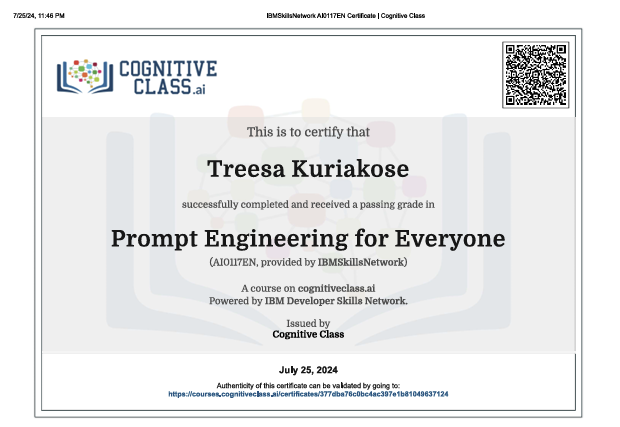 7/25/24, 11:46 PM IBMSkillsNetwork AI0117EN Certificate | Cognitive Class
COGNITIVE
CLASS.ai
This is to certify that
Treesa Kuriakose
successfully completed and received a passing grade in
Prompt Engineering for Everyone
(AI0117EN, provided by IBMSkillsNetwork)
A course on cognitiveclass.ai
Powered by IBM Developer Skills Network.
Issued by
Cognitive Class
July 25, 2024
Authenticity of this certificate can be validated by going to:
https://courses.cognitiveclass.ai/certificates/377dba76c0bc4ac397e1b81049637124